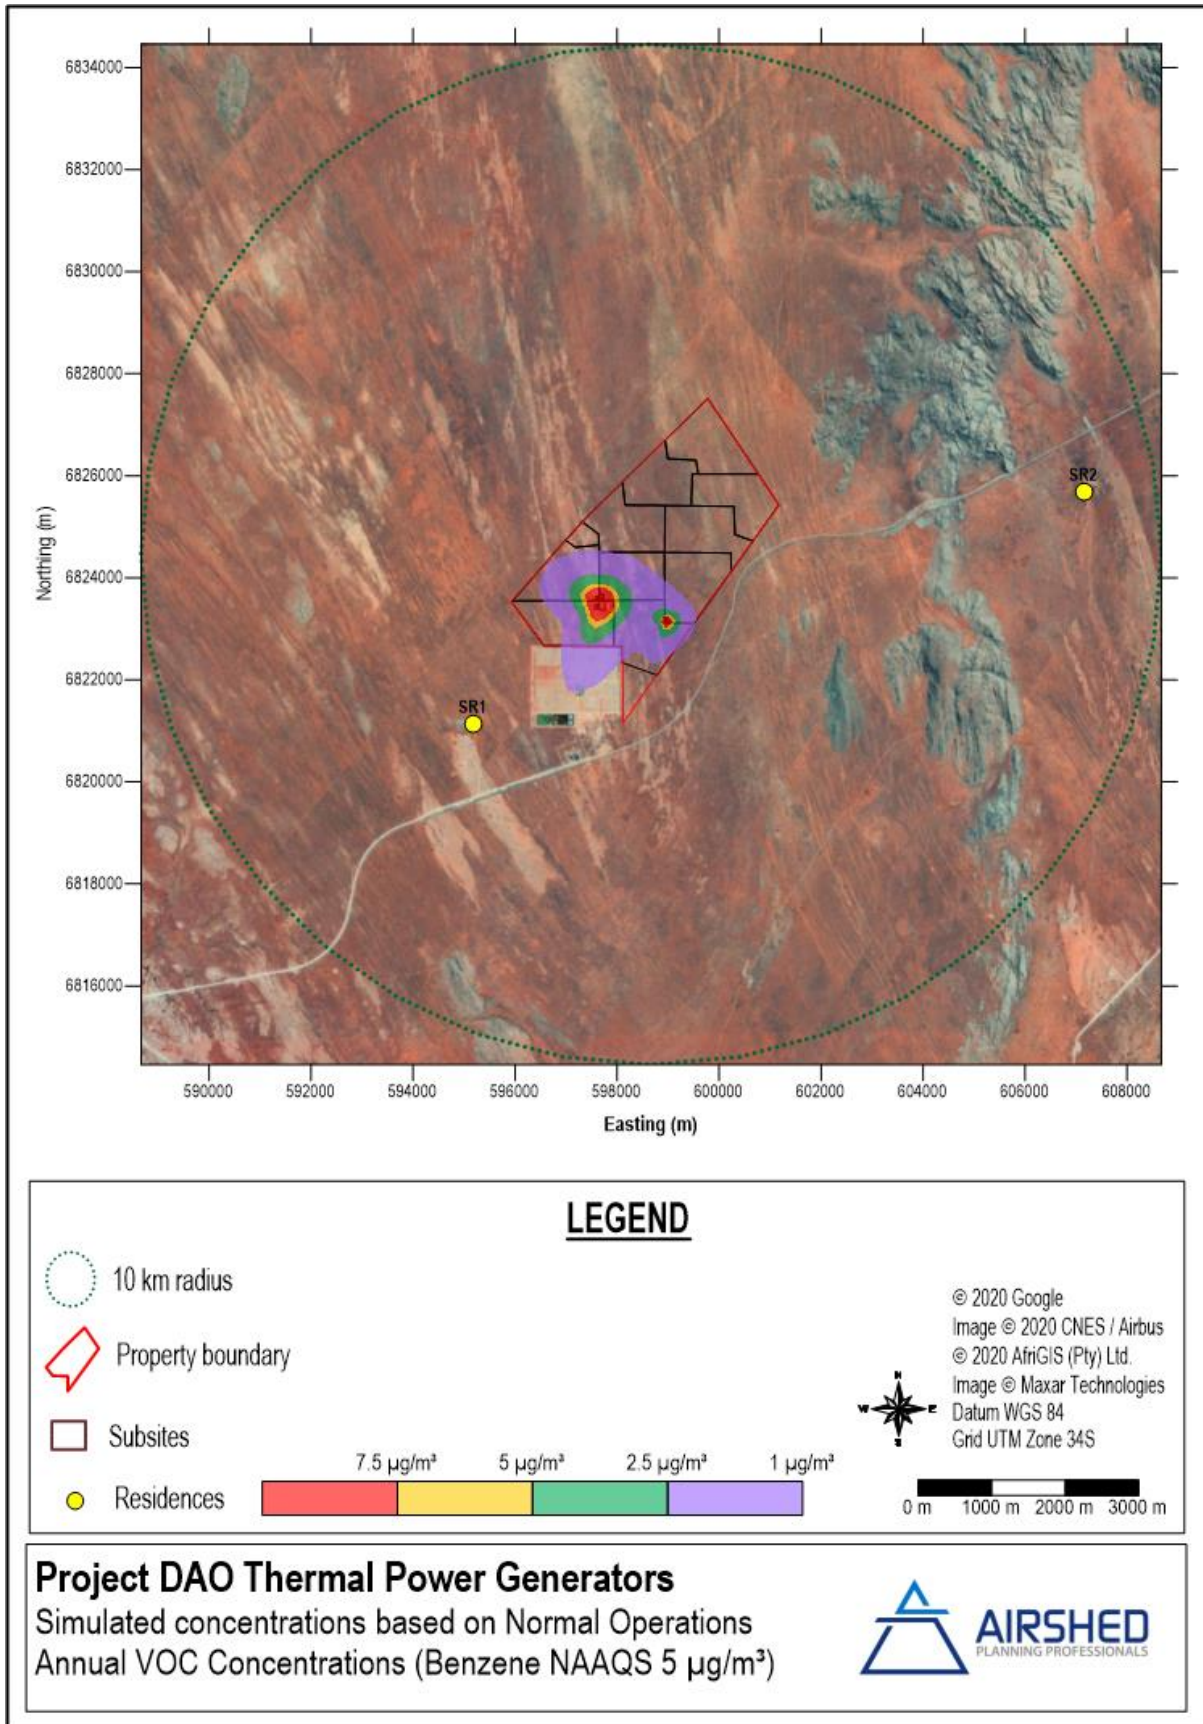 6834000
6832000
6830000
6828000
6826000
6824000
6822000
6820000
6818000
6816000
Northing (m)
SR2
SR1
590000 592000 594000 596000 598000 600000 602000 604000 606000 608000
Easting (m)
LEGEND
10 km radius
Property boundary
Subsites
Residences
7.5 µg/m³ 5 µg/m³ 2.5 µg/m³ 1 µg/m³
© 2020 Google
Image © 2020 CNES / Airbus
© 2020 AfriGIS (Pty) Ltd.
Image © Maxar Technologies
Datum WGS 84
Grid UTM Zone 34S
N
W E
S
0 m 1000 m 2000 m 3000 m
Project DAO Thermal Power Generators
Simulated concentrations based on Normal Operations
Annual VOC Concentrations (Benzene NAAQS 5 µg/m³)
AIRSHED
PLANNING PROFESSIONALS